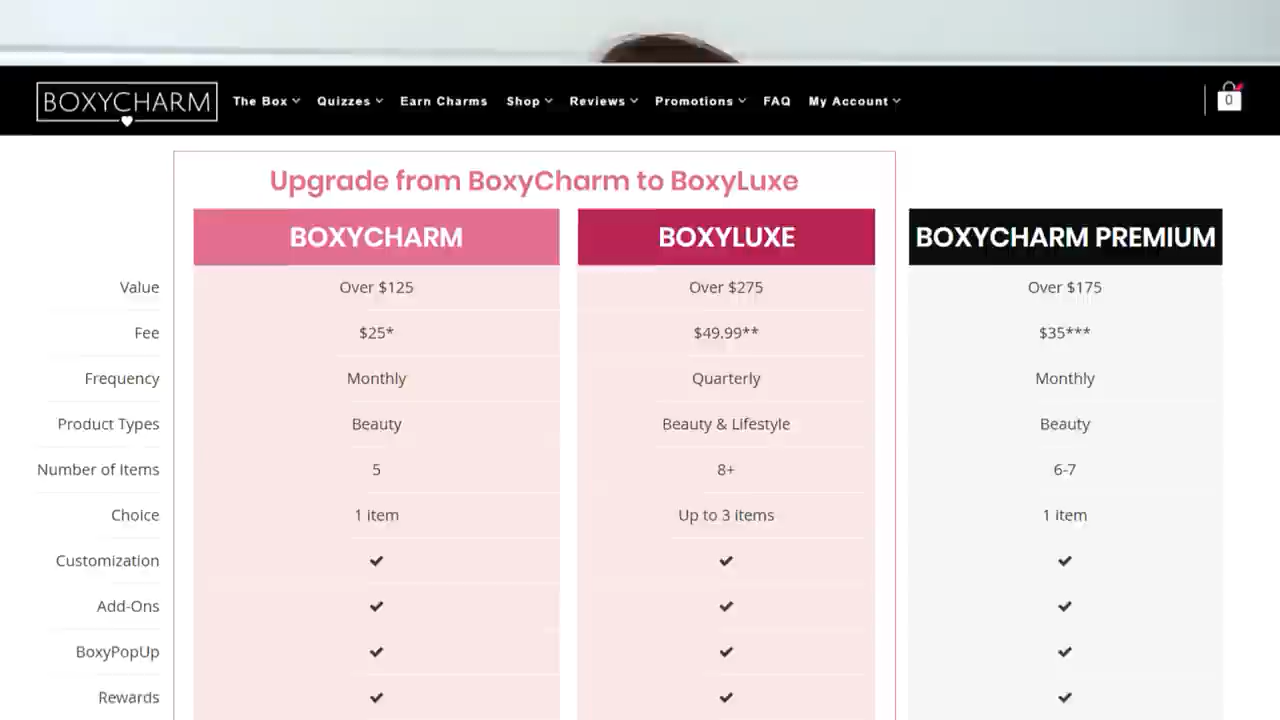 BOXYCHARM The Box Quizzes Earn Charms Shop Reviews Promotions FAQ My Account 0
Upgrade from BoxyCharm to BoxyLuxe
BOXYCHARM BOXYLUXE BOXYCHARM PREMIUM
Value Over $125 Over $275 Over $175
Fee $25* $49.99** $35***
Frequency Monthly Quarterly Monthly
Product Types Beauty Beauty & Lifestyle Beauty
Number of Items 5 8+ 6-7
Choice 1 item Up to 3 items 1 item
Customization ✓ ✓ ✓
Add-Ons ✓ ✓ ✓
BoxyPopUp ✓ ✓ ✓
Rewards ✓ ✓ ✓